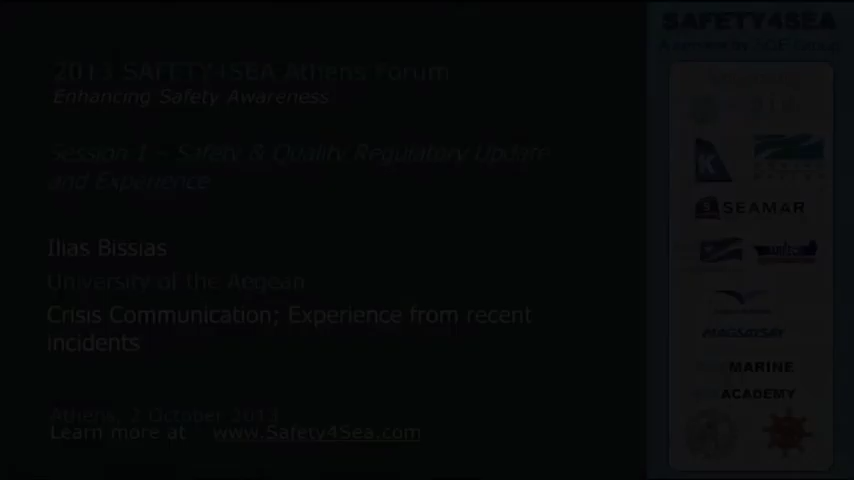 2013 SAFETY4SEA Athens Forum
Enhancing Safety Awareness
Session 1 - Safety & Quality Regulatory Update
and Experience
Ilias Bissias
University of the Aegean
Crisis Communication; Experience from recent
incidents
Athens, 2 October 2013
Learn more at www.Safety4Sea.com
SAFETY4SEA
K
SEAMAR
MAGSAYSAY
MARINE
ACADEMY